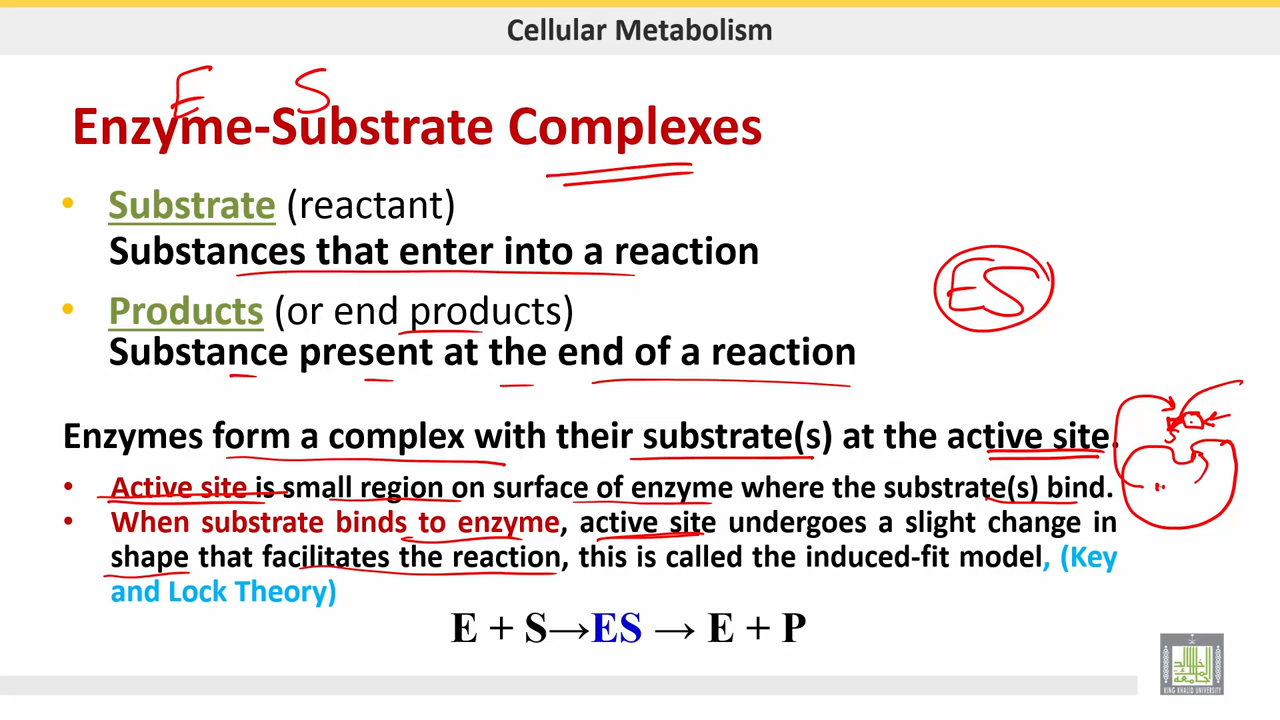 Cellular Metabolism
E S
Enzyme-Substrate Complexes
• Substrate (reactant)
Substances that enter into a reaction
ES
• Products (or end products)
Substance present at the end of a reaction
Enzymes form a complex with their substrate(s) at the active site.
S
• Active site is small region on surface of enzyme where the substrate(s) bind.
• When substrate binds to enzyme, active site undergoes a slight change in
shape that facilitates the reaction, this is called the induced-fit model, (Key
and Lock Theory)
E + S→ES → E + P
KING KHALID UNIVERSITY